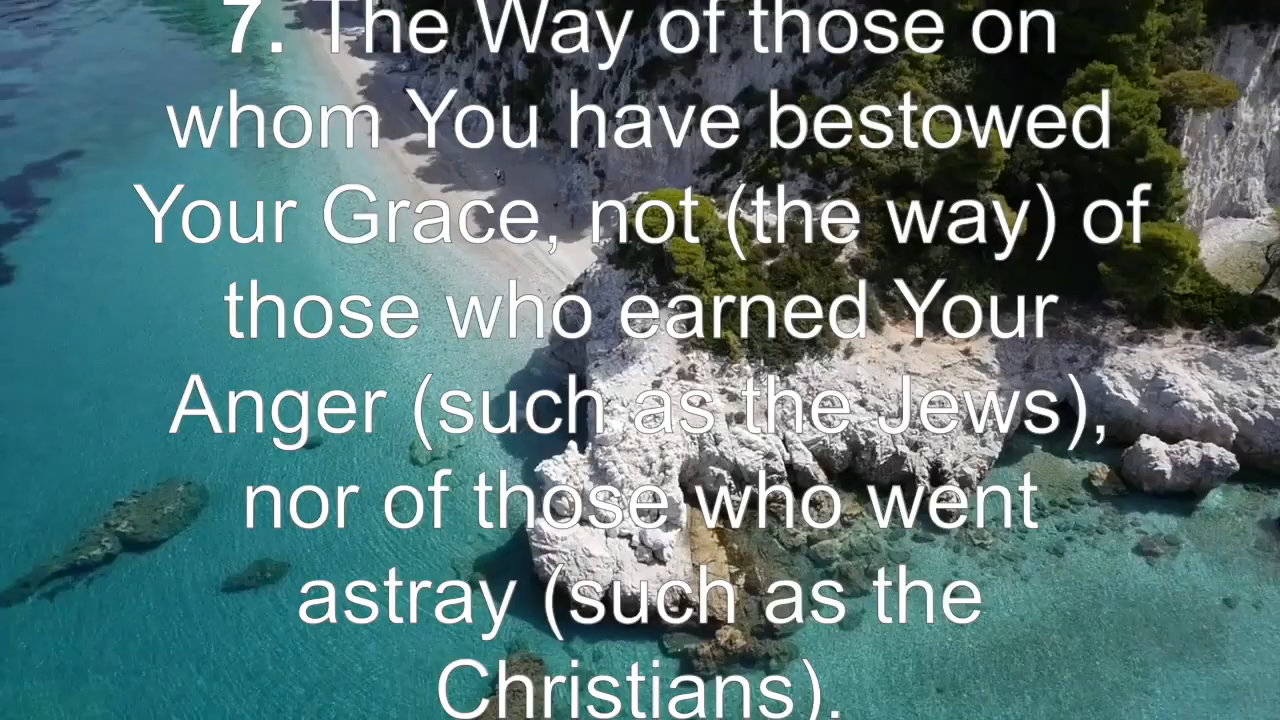 7. The Way of those on
whom You have bestowed
Your Grace, not (the way) of
those who earned Your
Anger (such as the Jews),
nor of those who went
astray (such as the
Christians).